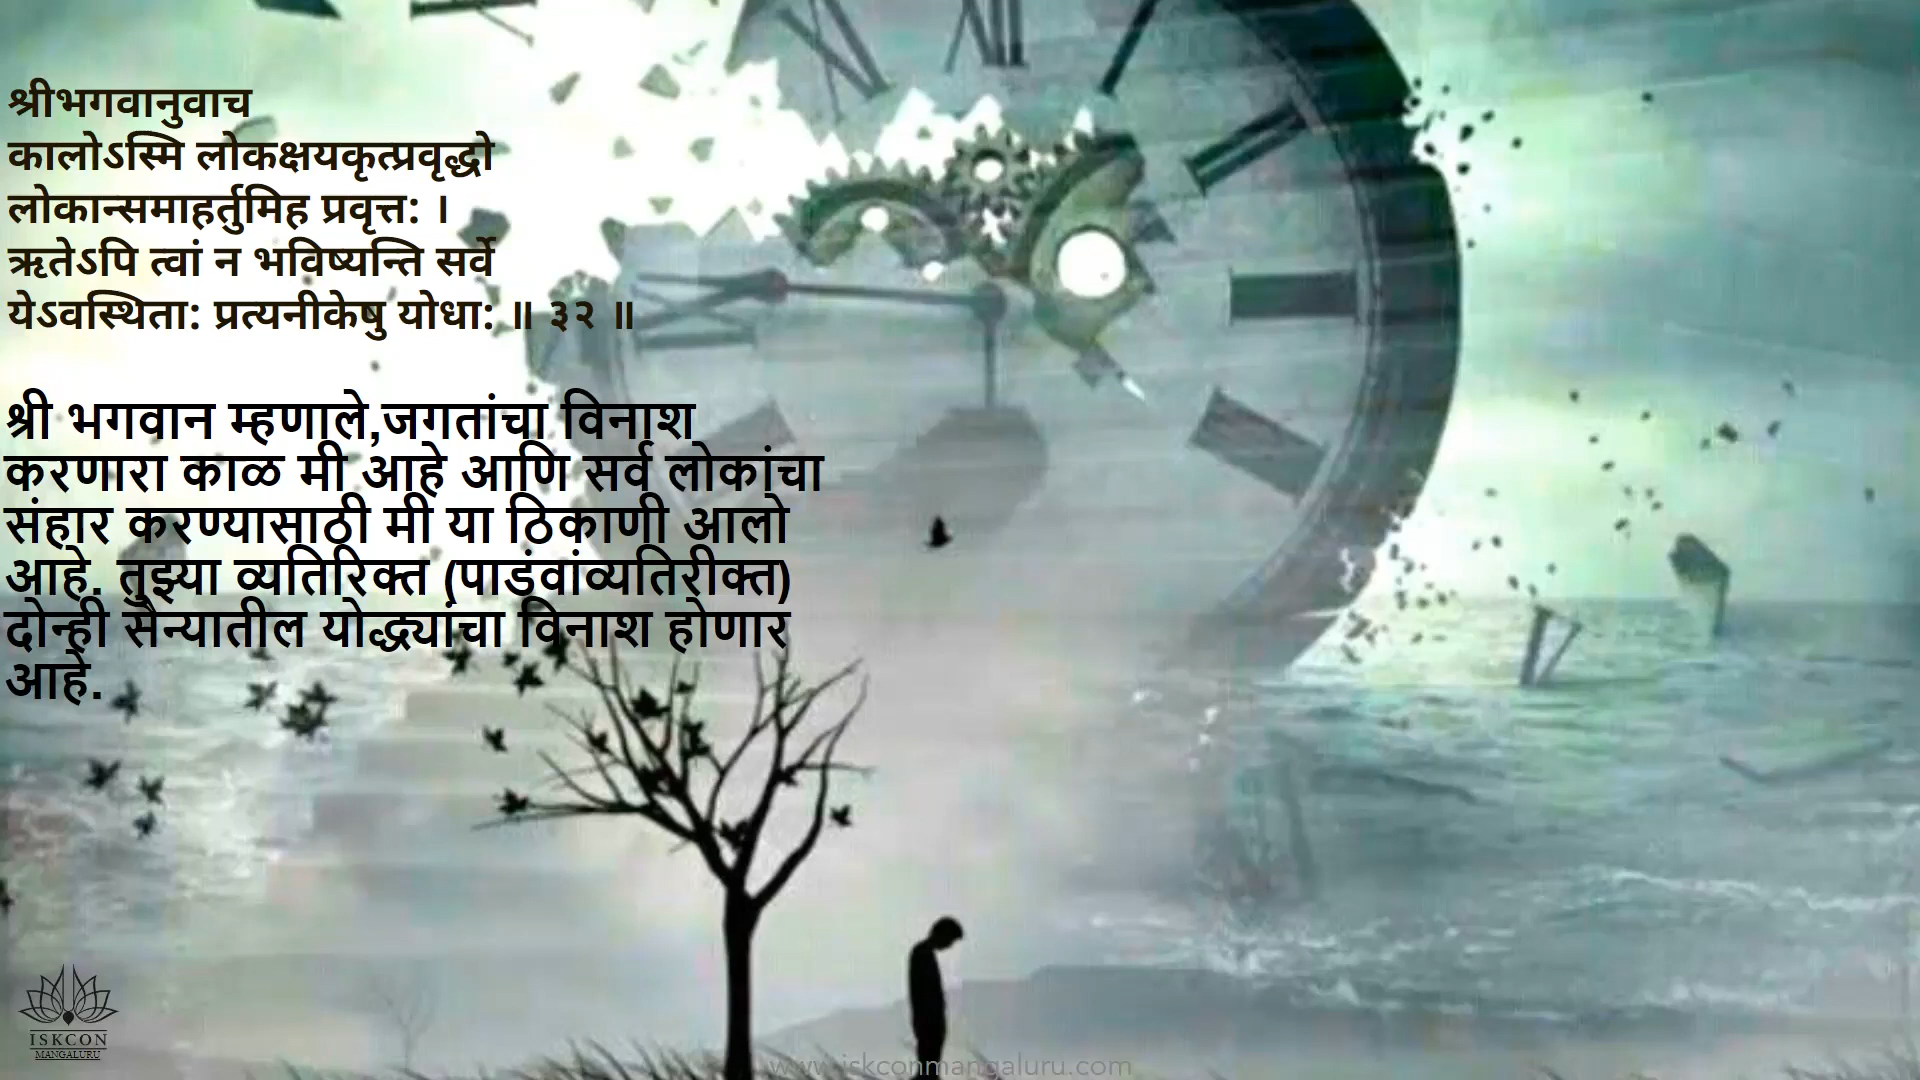 श्रीभगवानुवाच
कालोऽस्मि लोकक्षयकृत्प्रवृद्धो
लोकान्समाहर्तुमिह प्रवृत्त: ।
ऋतेऽपि त्वां न भविष्यन्ति सर्वे
येऽवस्थिता: प्रत्यनीकेषु योधा: ॥ ३२ ॥
श्री भगवान म्हणाले,जगतांचा विनाश
करणारा काळ मी आहे आणि सर्व लोकांचा
संहार करण्यासाठी मी या ठिकाणी आलो
आहे. तुझ्या व्यतिरिक्त (पाडंवांव्यतिरीक्त)
दोन्ही सैन्यातील योद्ध्यांचा विनाश होणार
आहे.
ISKCON
MANGALURU
www.iskconmangaluru.com